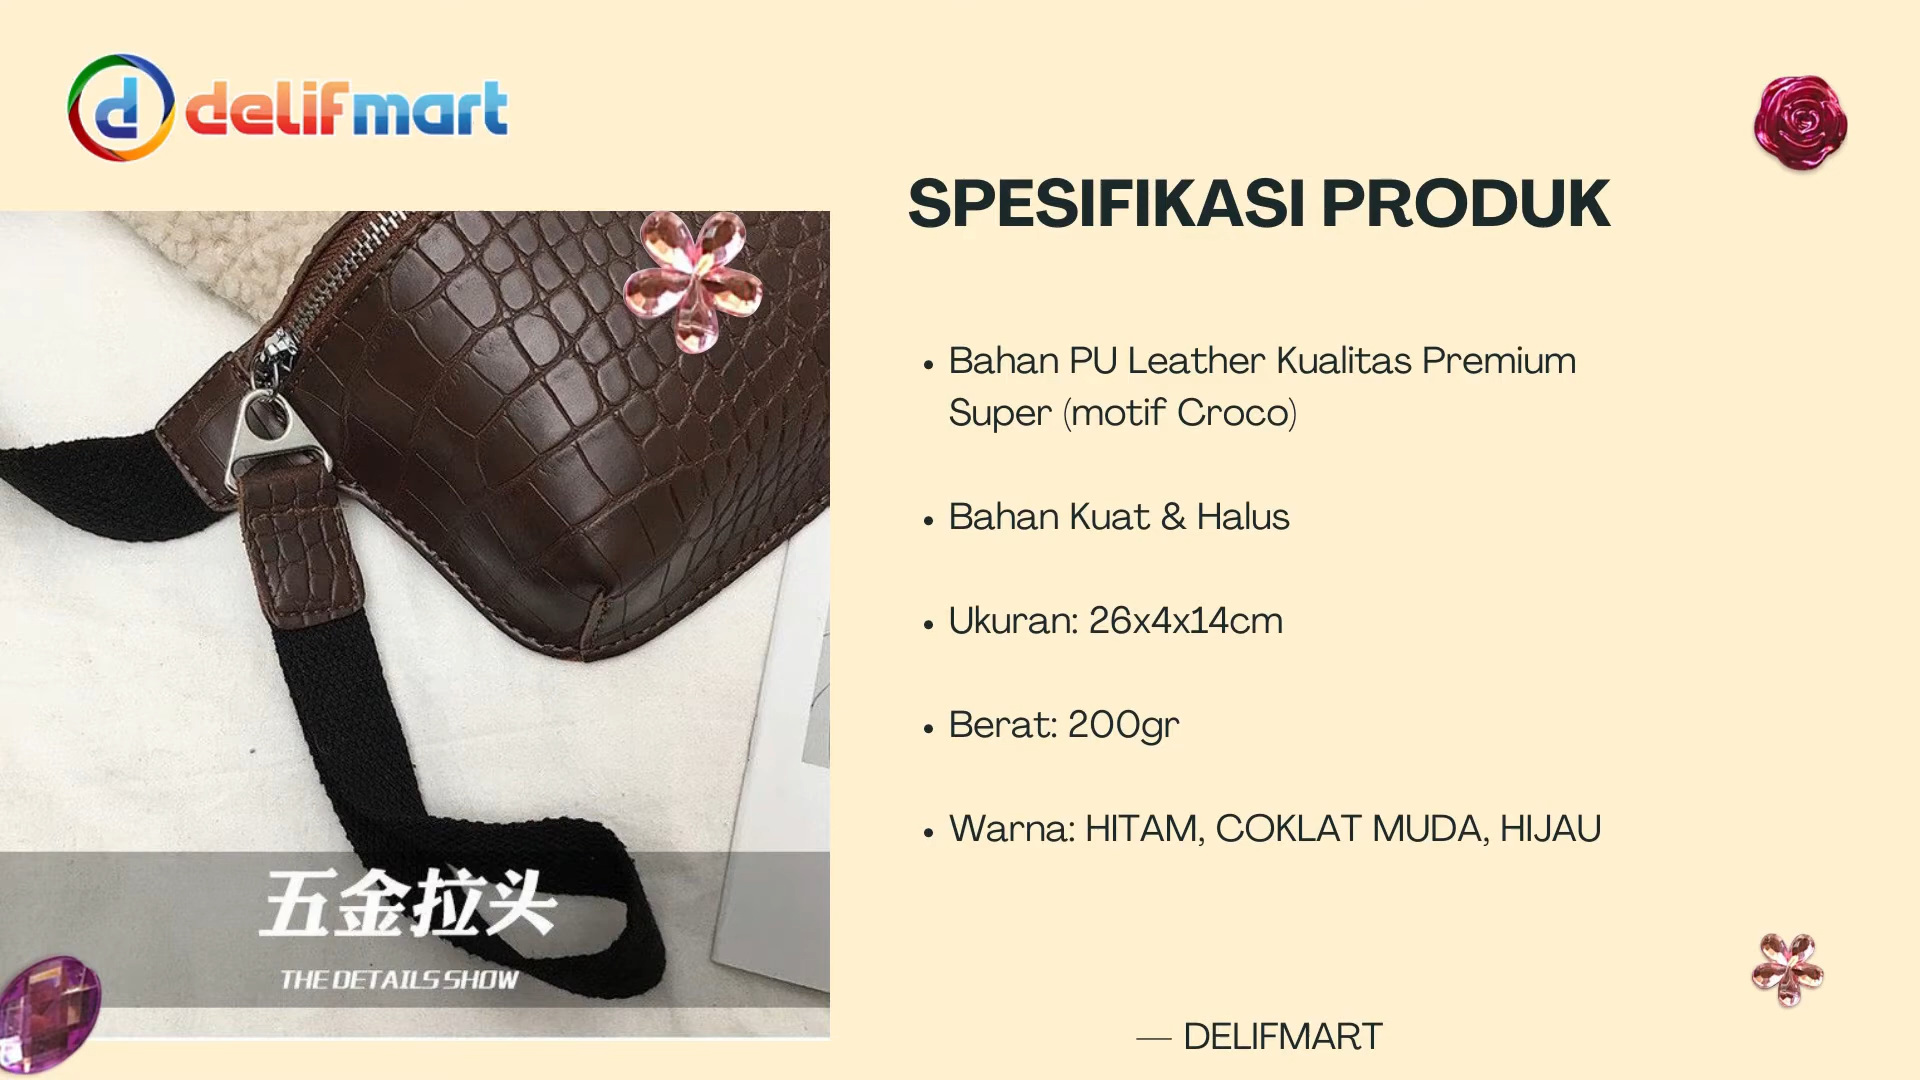 d delifmart
SPESIFIKASI PRODUK
• Bahan PU Leather Kualitas Premium
Super (motif Croco)
• Bahan Kuat & Halus
• Ukuran: 26x4x14cm
• Berat: 200gr
• Warna: HITAM, COKLAT MUDA, HIJAU
五金拉头
THE DETAILS SHOW
— DELIFMART